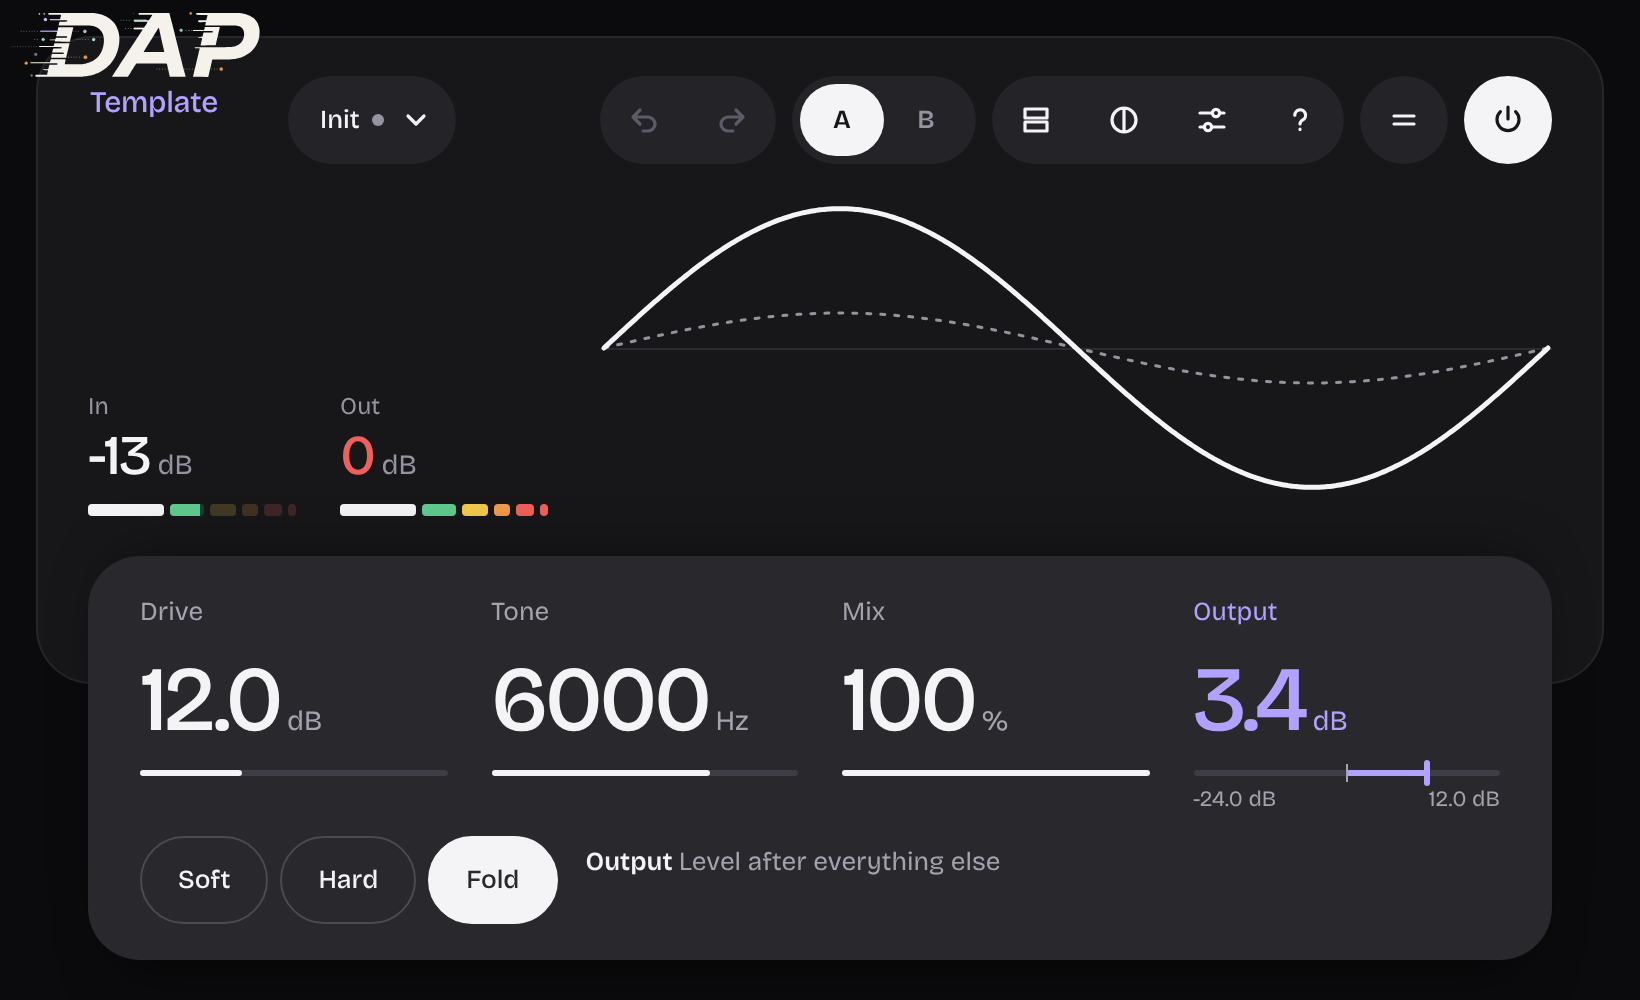 DAP
Template
Init
A
B
?
In
-13 dB
Out
0 dB
Drive
12.0 dB
Tone
6000 Hz
Mix
100 %
Output
3.4 dB
-24.0 dB
12.0 dB
Soft
Hard
Fold
Output Level after everything else